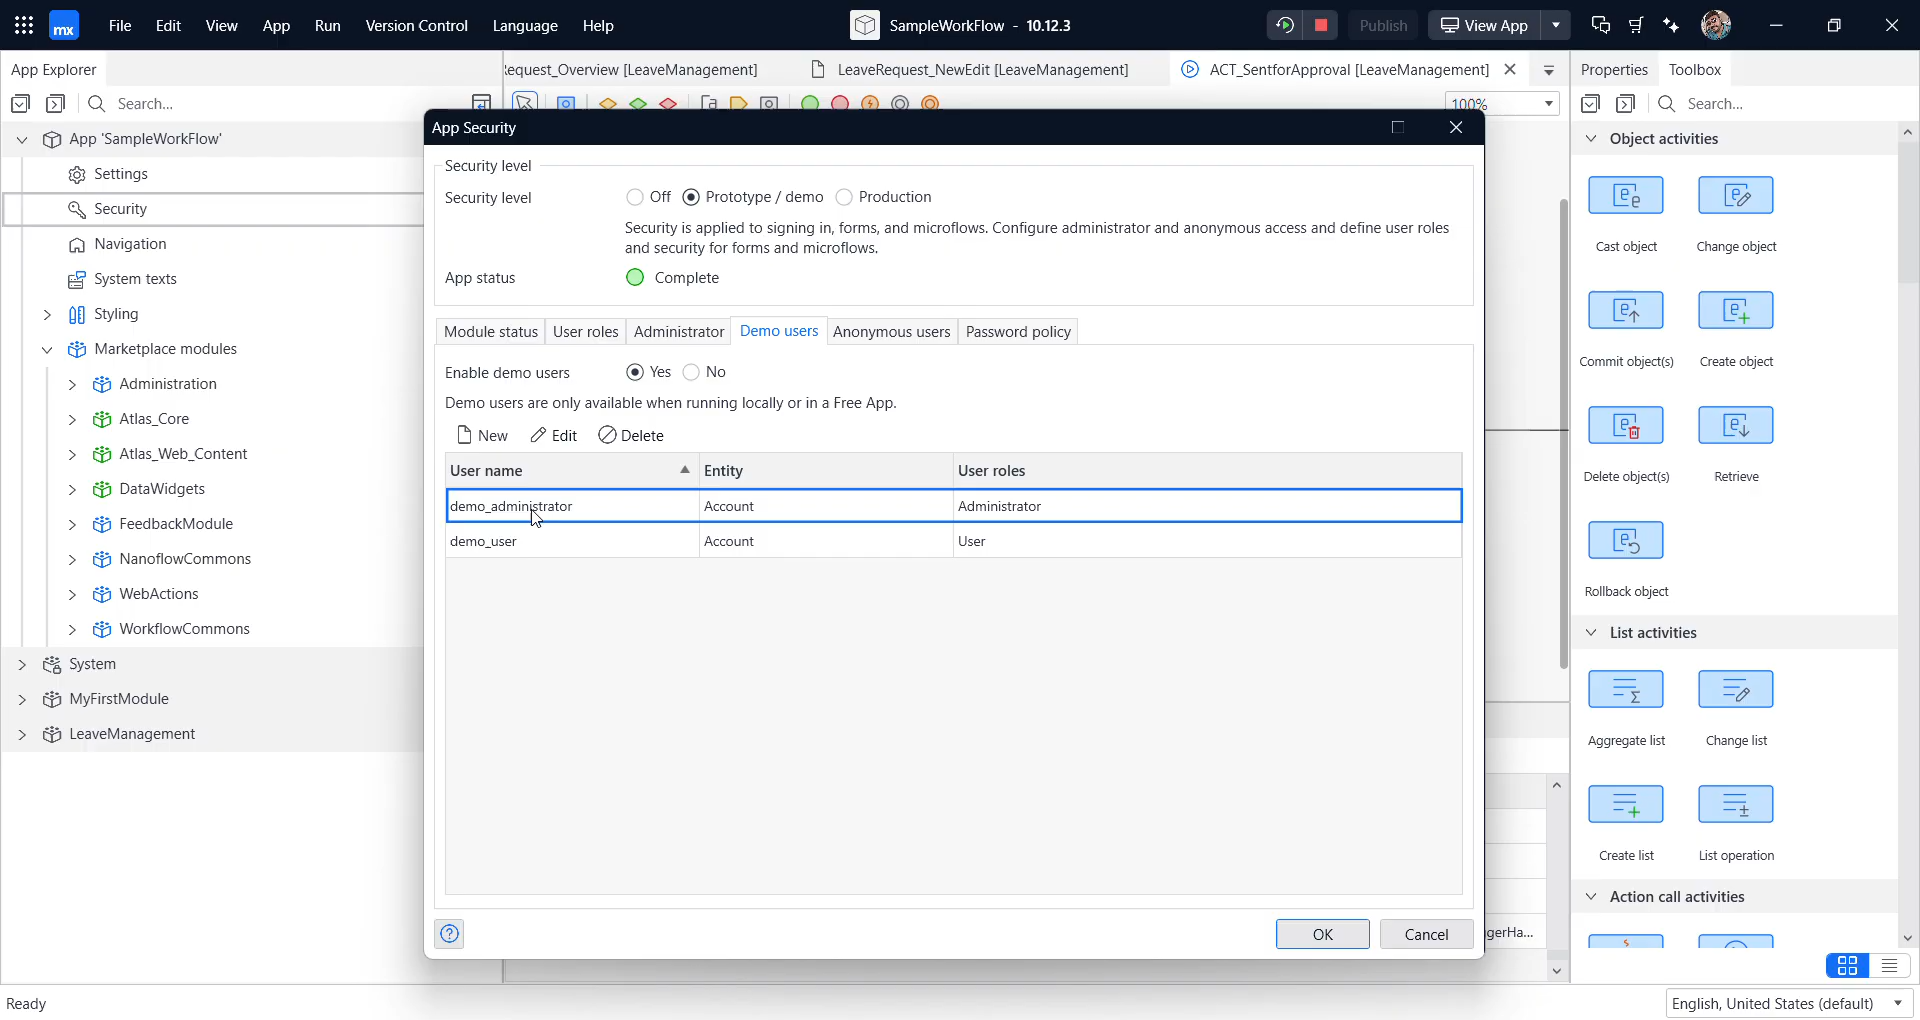 mx File Edit View App Run Version Control Language Help SampleWorkFlow - 10.12.3 Publish View App
App Explorer
Request_Overview [LeaveManagement] LeaveRequest_NewEdit [LeaveManagement] ACT_SentforApproval [LeaveManagement]
Properties Toolbox
Search...
100%
Search...
App 'SampleWorkFlow'
Settings
Security
Navigation
System texts
Styling
Marketplace modules
Administration
Atlas_Core
Atlas_Web_Content
DataWidgets
FeedbackModule
NanoflowCommons
WebActions
WorkflowCommons
System
MyFirstModule
LeaveManagement
App Security
Security level
Security level Off Prototype / demo Production
Security is applied to signing in, forms, and microflows. Configure administrator and anonymous access and define user roles
and security for forms and microflows.
App status Complete
Module status User roles Administrator Demo users Anonymous users Password policy
Enable demo users Yes No
Demo users are only available when running locally or in a Free App.
New Edit Delete
User name Entity User roles
demo_administrator Account Administrator
demo_user Account User
OK Cancel
gerHa...
Object activities
Cast object Change object
Commit object(s) Create object
Delete object(s) Retrieve
Rollback object
List activities
Aggregate list Change list
Create list List operation
Action call activities
Ready
English, United States (default)